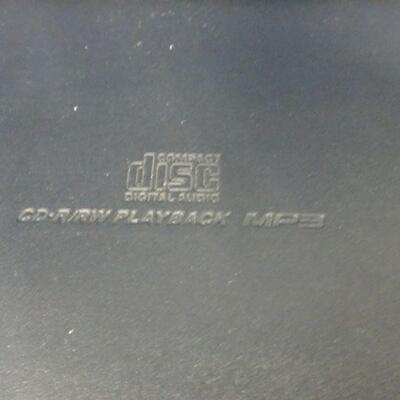 COMPACT
disc
DIGITAL AUDIO
CD-R/RW PLAYBACK MP3